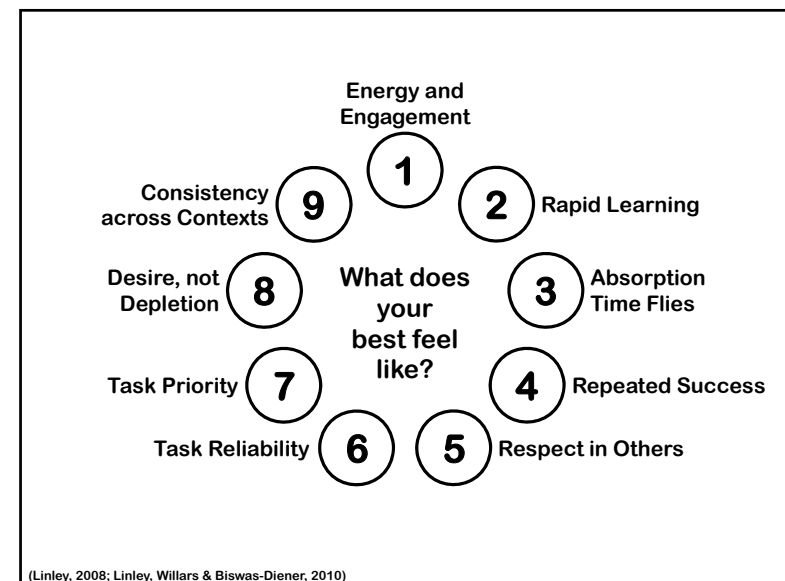 Energy and
Engagement
1
2
Rapid Learning
3
Absorption
Time Flies
4
Repeated Success
5
Respect in Others
6
Task Reliability
7
Task Priority
8
Desire, not
Depletion
9
Consistency
across Contexts
What does
your
best feel
like?
(Linley, 2008; Linley, Willars & Biswas-Diener, 2010)